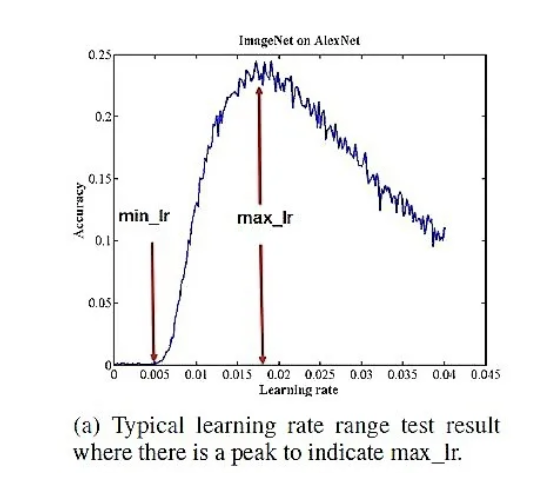 ImageNet on AlexNet
0.25
0.2
0.15
min_lr
max_lr
Accuracy
0.1
0.05
0
0 0.005 0.01 0.015 0.02 0.025 0.03 0.035 0.04 0.045
Learning rate
(a) Typical learning rate range test result
where there is a peak to indicate max_lr.